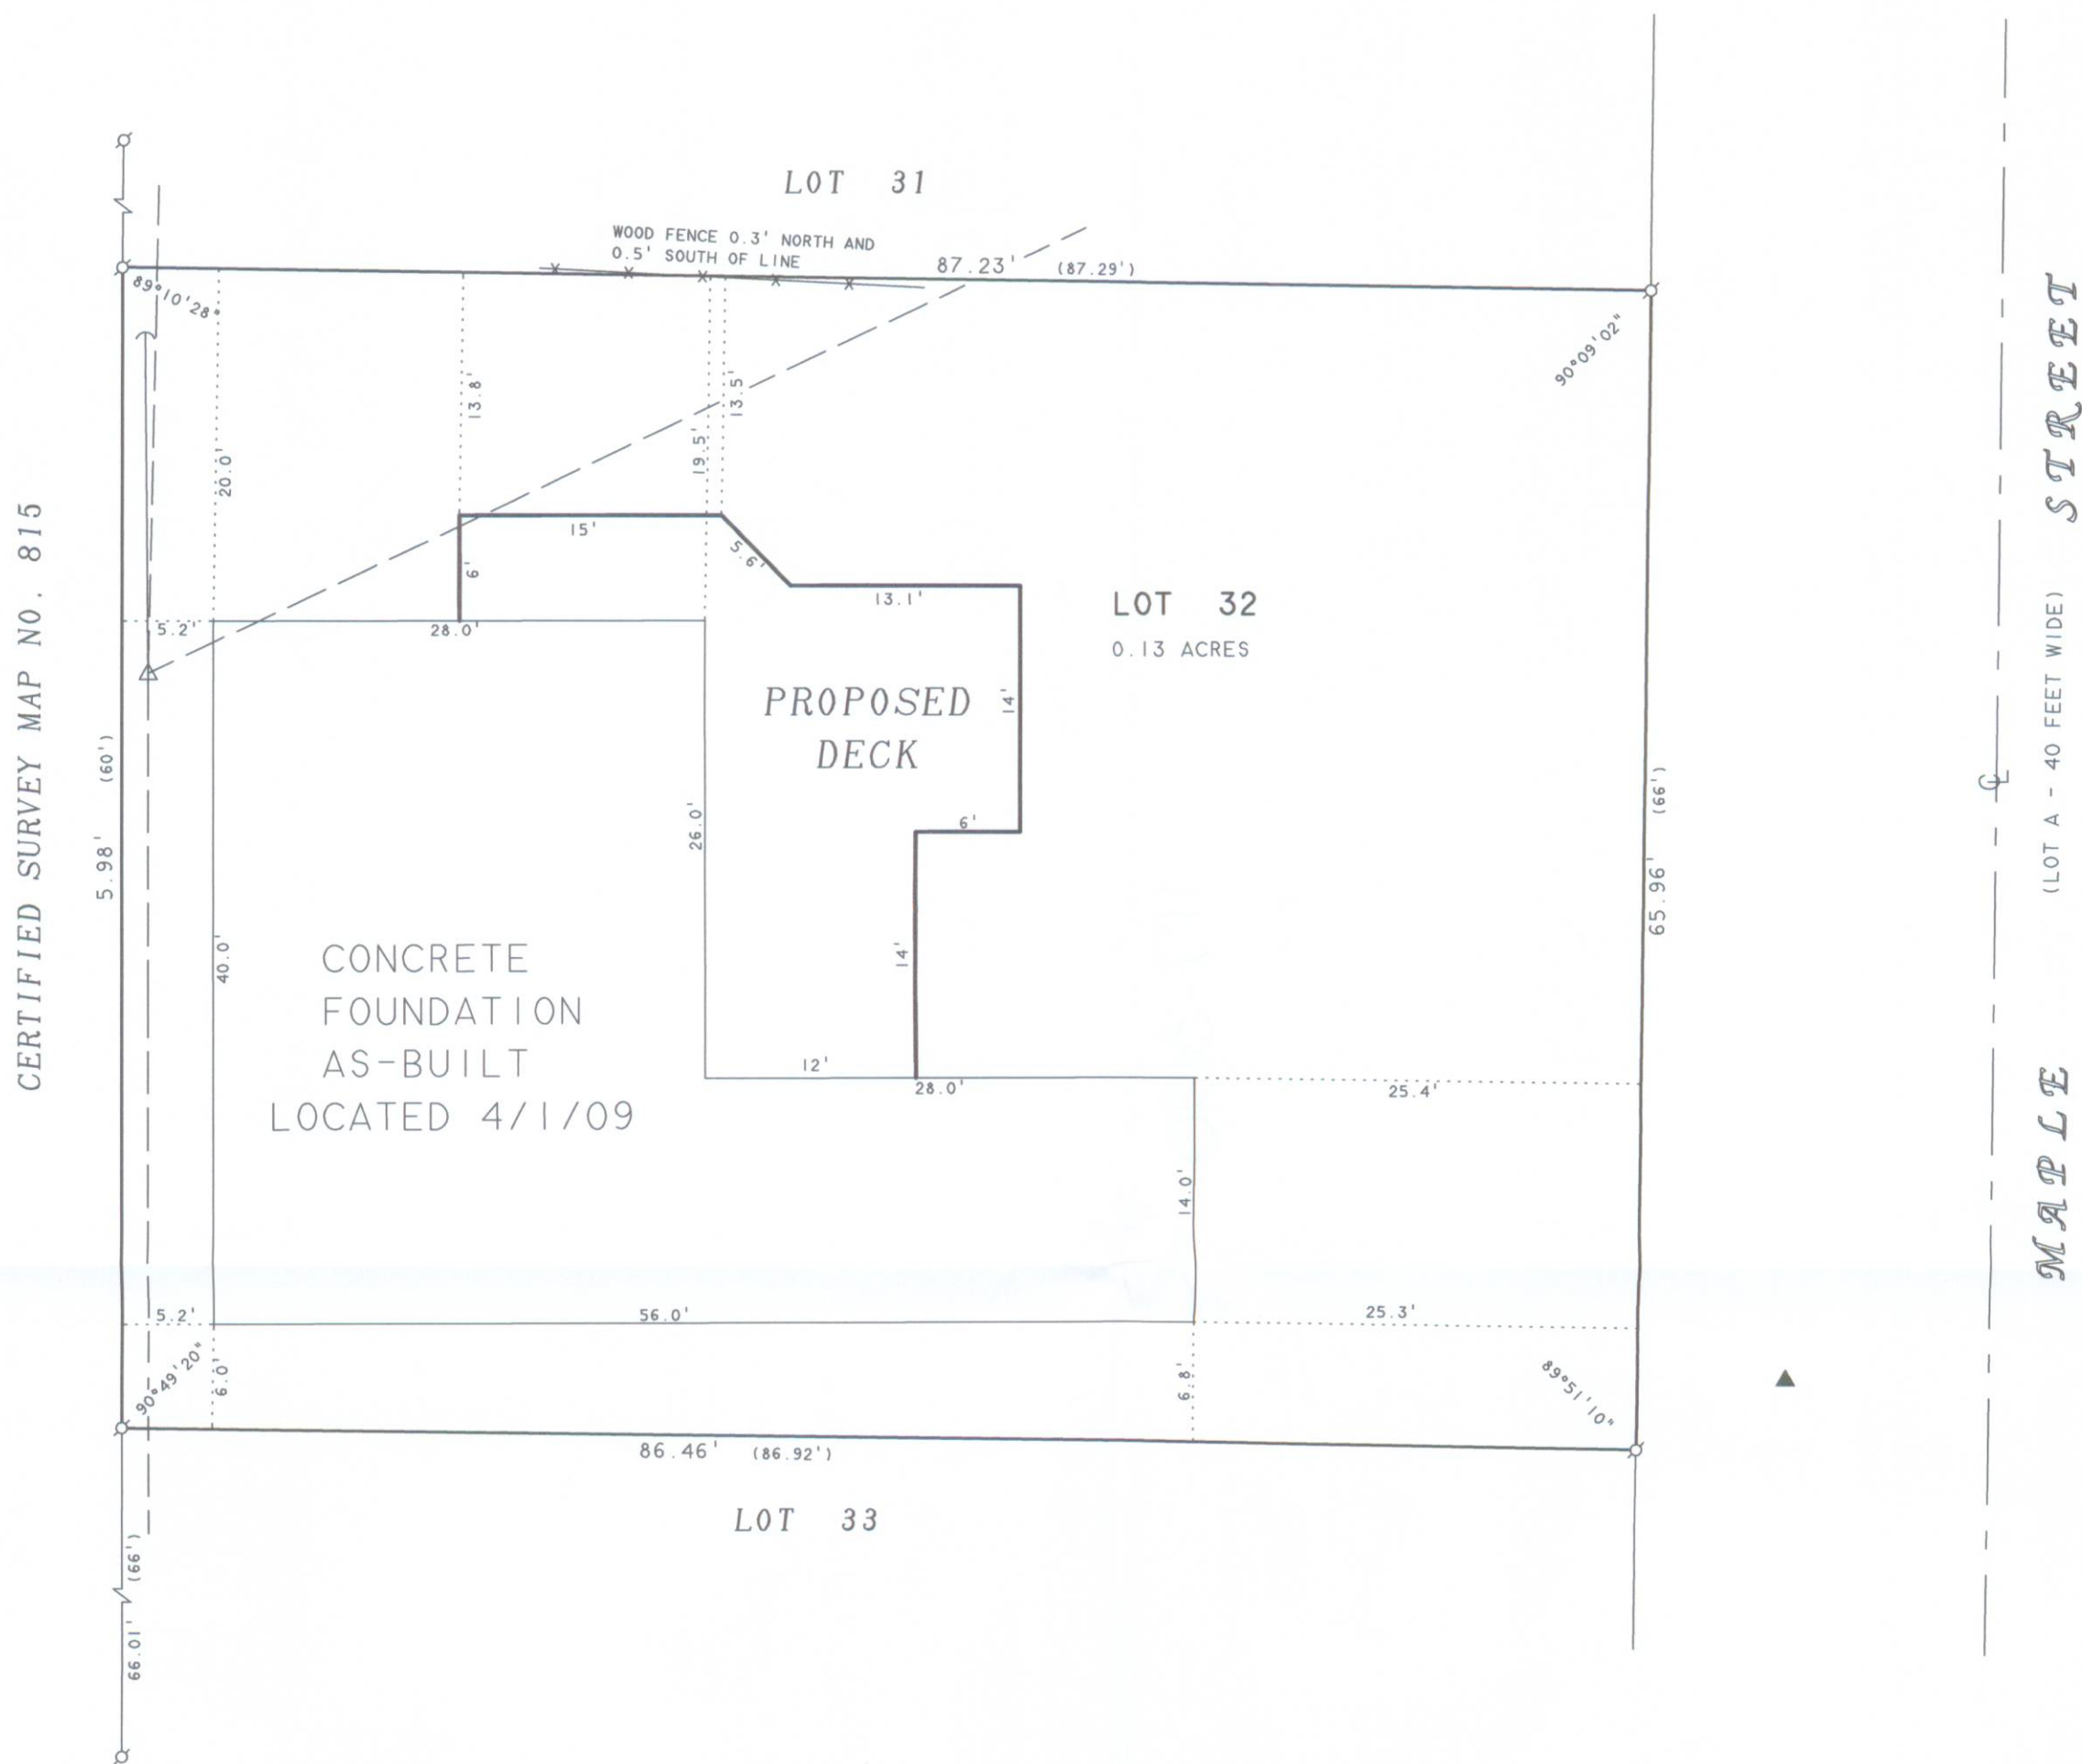 LOT 31
WOOD FENCE 0.3' NORTH AND
0.5' SOUTH OF LINE
87.23' (87.29')
89°10'28"
90°09'02"
20.0'
13.8'
19.5'
13.5'
15'
5.6'
6'
13.1'
5.2'
28.0'
LOT 32
0.13 ACRES
PROPOSED
DECK
14'
6'
26.0'
14'
40.0'
CONCRETE
FOUNDATION
AS-BUILT
LOCATED 4/1/09
12'
28.0'
25.4'
14.0'
5.2'
56.0'
25.3'
90°49'20"
6.0'
6.8'
89°51'10"
86.46' (86.92')
LOT 33
CERTIFIED SURVEY MAP NO. 815
5.98' (60')
66.01' (66')
65.96' (66')
MAPLE STREET
(LOT A - 40 FEET WIDE)
CL